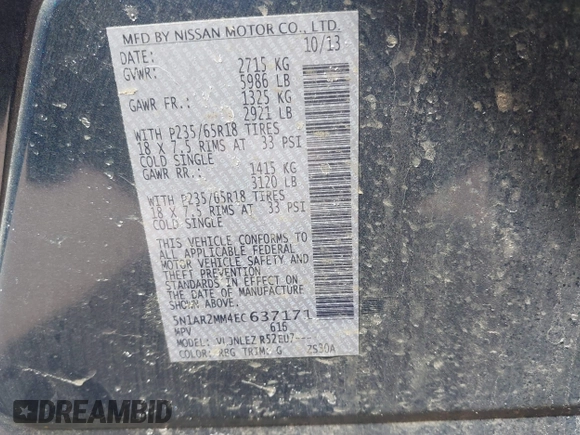 MFD BY NISSAN MOTOR CO., LTD.
DATE: 10/13
GVWR: 2715 KG
5986 LB
GAWR FR.: 1325 KG
2921 LB
WITH P235/65R18 TIRES
18 X 7.5 RIMS AT 33 PSI
COLD SINGLE
GAWR RR.: 1415 KG
3120 LB
WITH P235/65R18 TIRES
18 X 7.5 RIMS AT 33 PSI
COLD SINGLE
THIS VEHICLE CONFORMS TO
ALL APPLICABLE FEDERAL
MOTOR VEHICLE SAFETY AND
THEFT PREVENTION
STANDARDS IN EFFECT ON
THE DATE OF MANUFACTURE
5N1AR2MM4EC637171
MPV 616
COLOR: TRIM: G 2S30A
DREAMBID